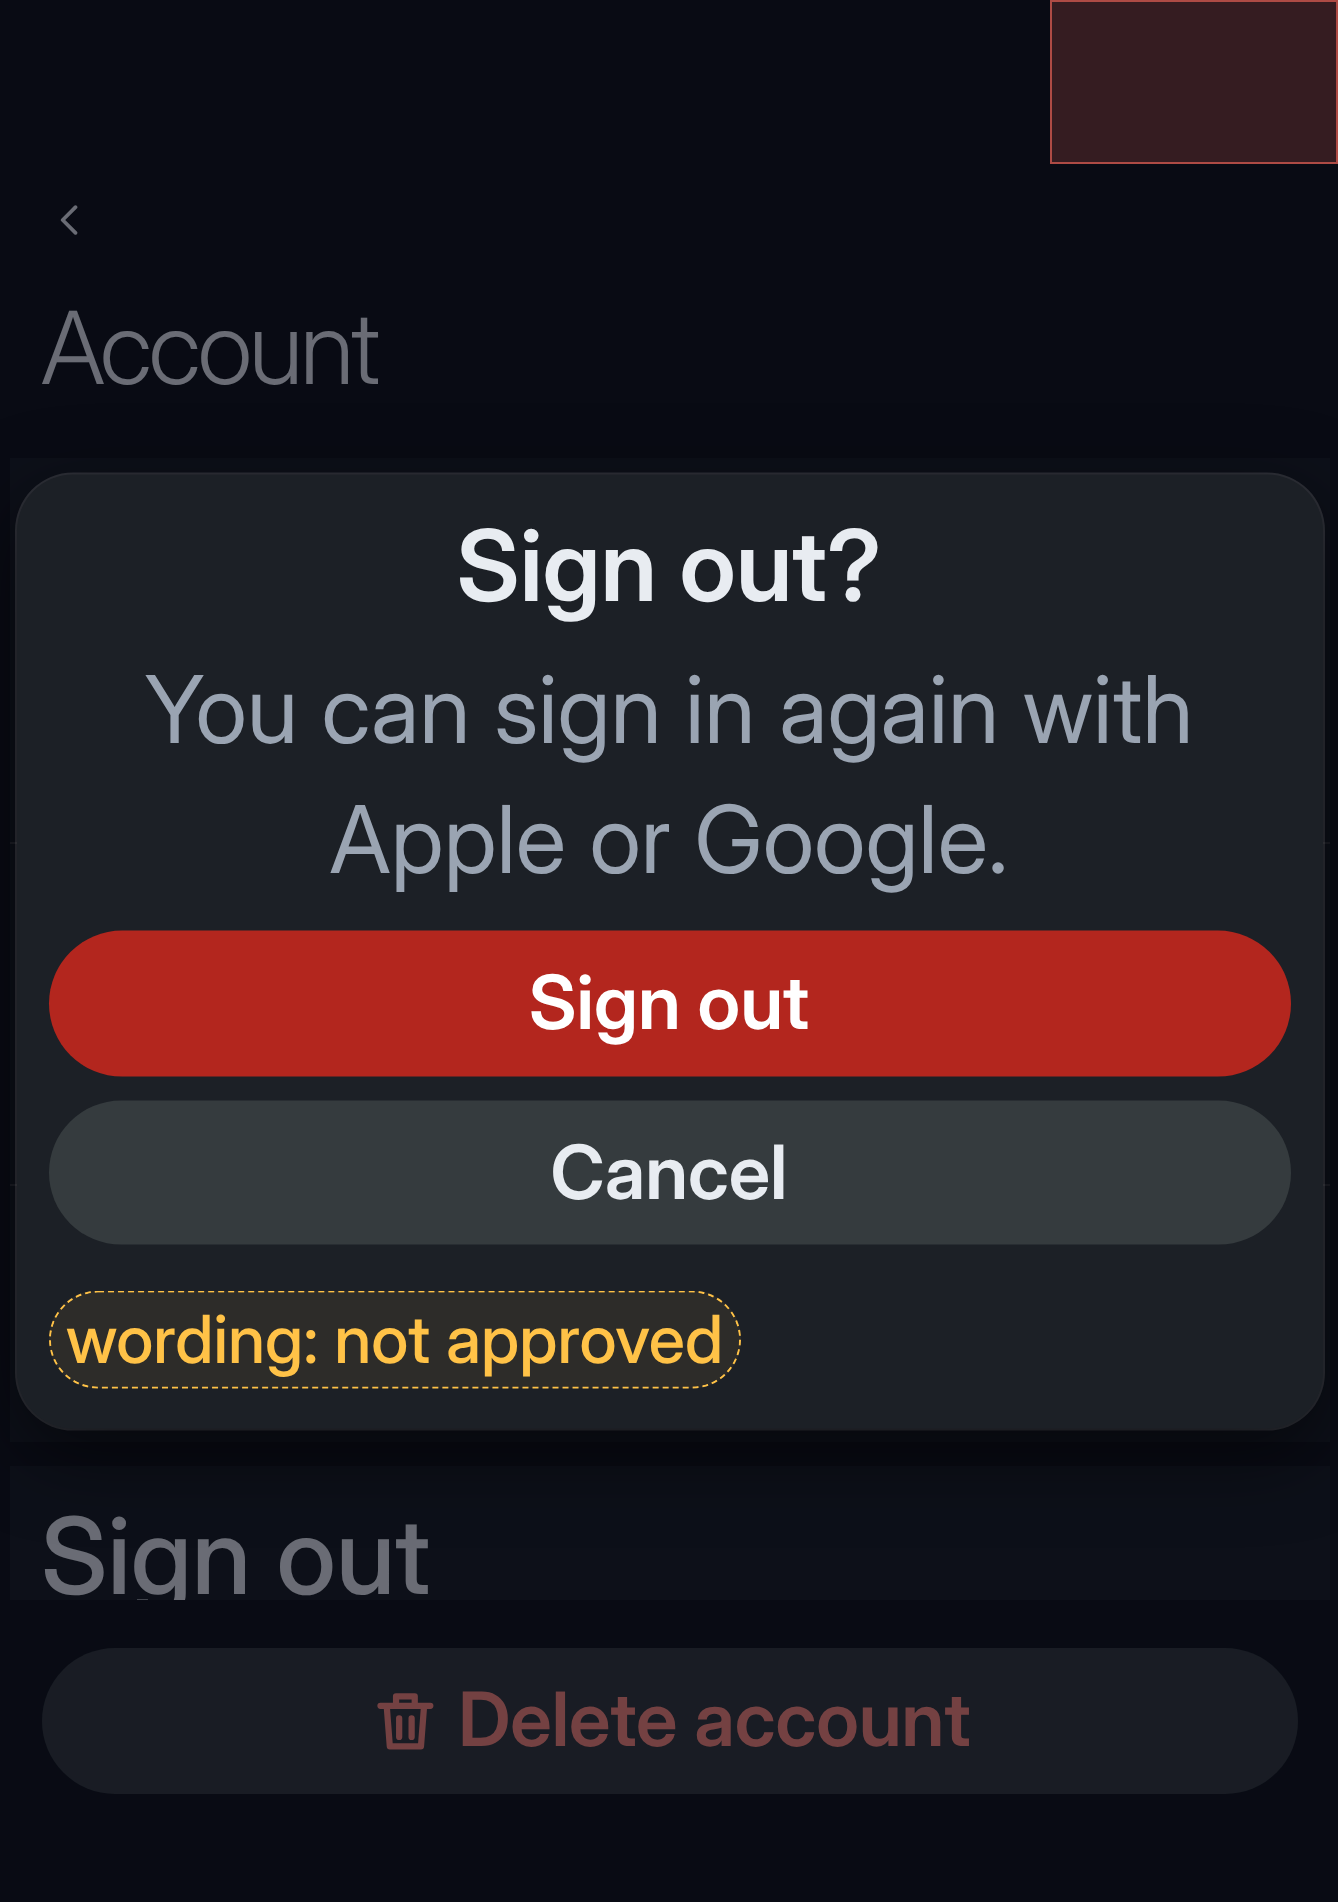 Account
Sign out?
You can sign in again with
Apple or Google.
Sign out
Cancel
wording: not approved
Sign out
Delete account